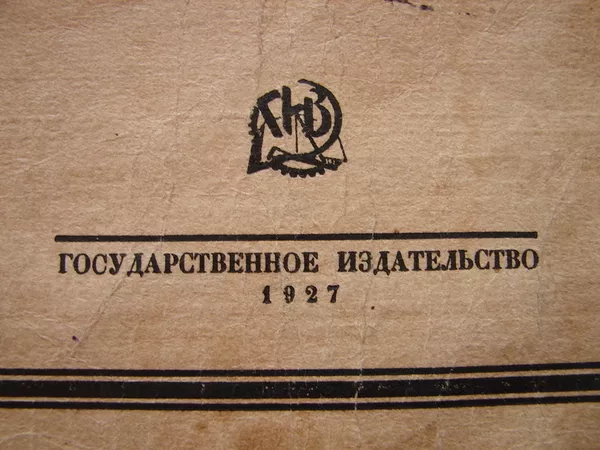 ГОСУДАРСТВЕННОЕ ИЗДАТЕЛЬСТВО
1927